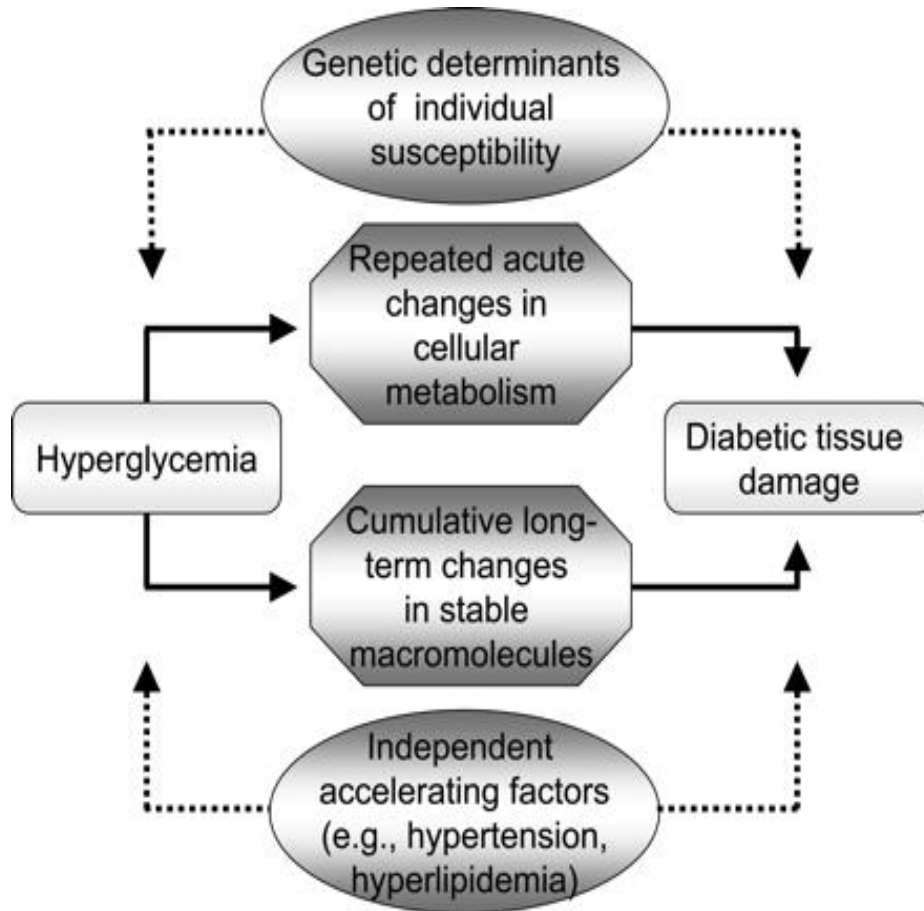 Genetic determinants
of individual
susceptibility
Repeated acute
changes in
cellular
metabolism
Hyperglycemia
Diabetic tissue
damage
Cumulative long-
term changes
in stable
macromolecules
Independent
accelerating factors
(e.g., hypertension,
hyperlipidemia)